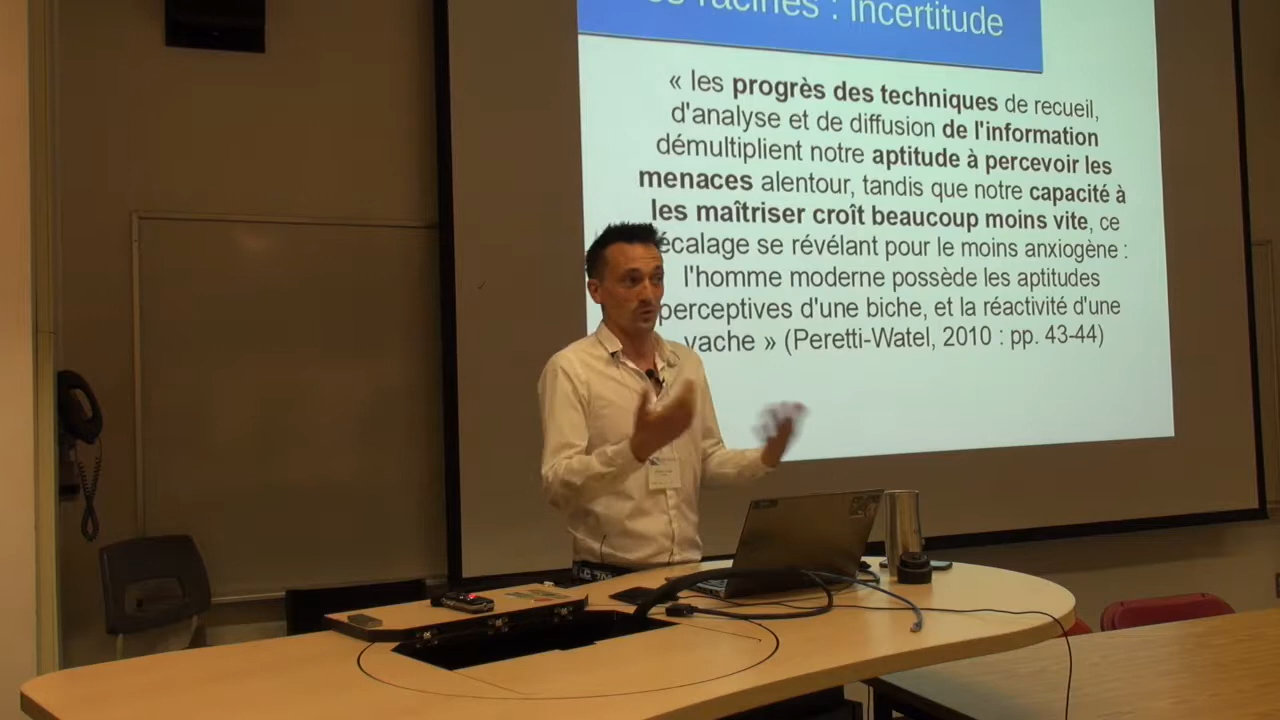 racines : Incertitude
« les progrès des techniques de recueil,
d'analyse et de diffusion de l'information
démultiplient notre aptitude à percevoir les
menaces alentour, tandis que notre capacité à
les maîtriser croît beaucoup moins vite, ce
écalage se révélant pour le moins anxiogène :
l'homme moderne possède les aptitudes
perceptives d'une biche, et la réactivité d'une
vache » (Peretti-Watel, 2010 : pp. 43-44)